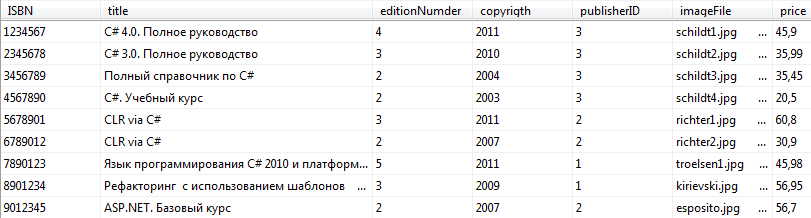 ISBN title editionNumder copyrigth publisherID imageFile price
1234567 C# 4.0. Полное руководство 4 2011 3 schildt1.jpg ... 45,9
2345678 C# 3.0. Полное руководство 3 2010 3 schildt2.jpg ... 35,99
3456789 Полный справочник по C# 2 2004 3 schildt3.jpg ... 35,45
4567890 C#. Учебный курс 2 2003 3 schildt4.jpg ... 20,5
5678901 CLR via C# 3 2011 2 richter1.jpg ... 60,8
6789012 CLR via C# 2 2007 2 richter2.jpg ... 30,9
7890123 Язык программирования C# 2010 и платформ... 5 2011 1 troelsen1.jpg ... 45,98
8901234 Рефакторинг с использованием шаблонов ... 3 2009 1 kirievski.jpg ... 56,95
9012345 ASP.NET. Базовый курс 2 2007 2 esposito.jpg ... 56,7